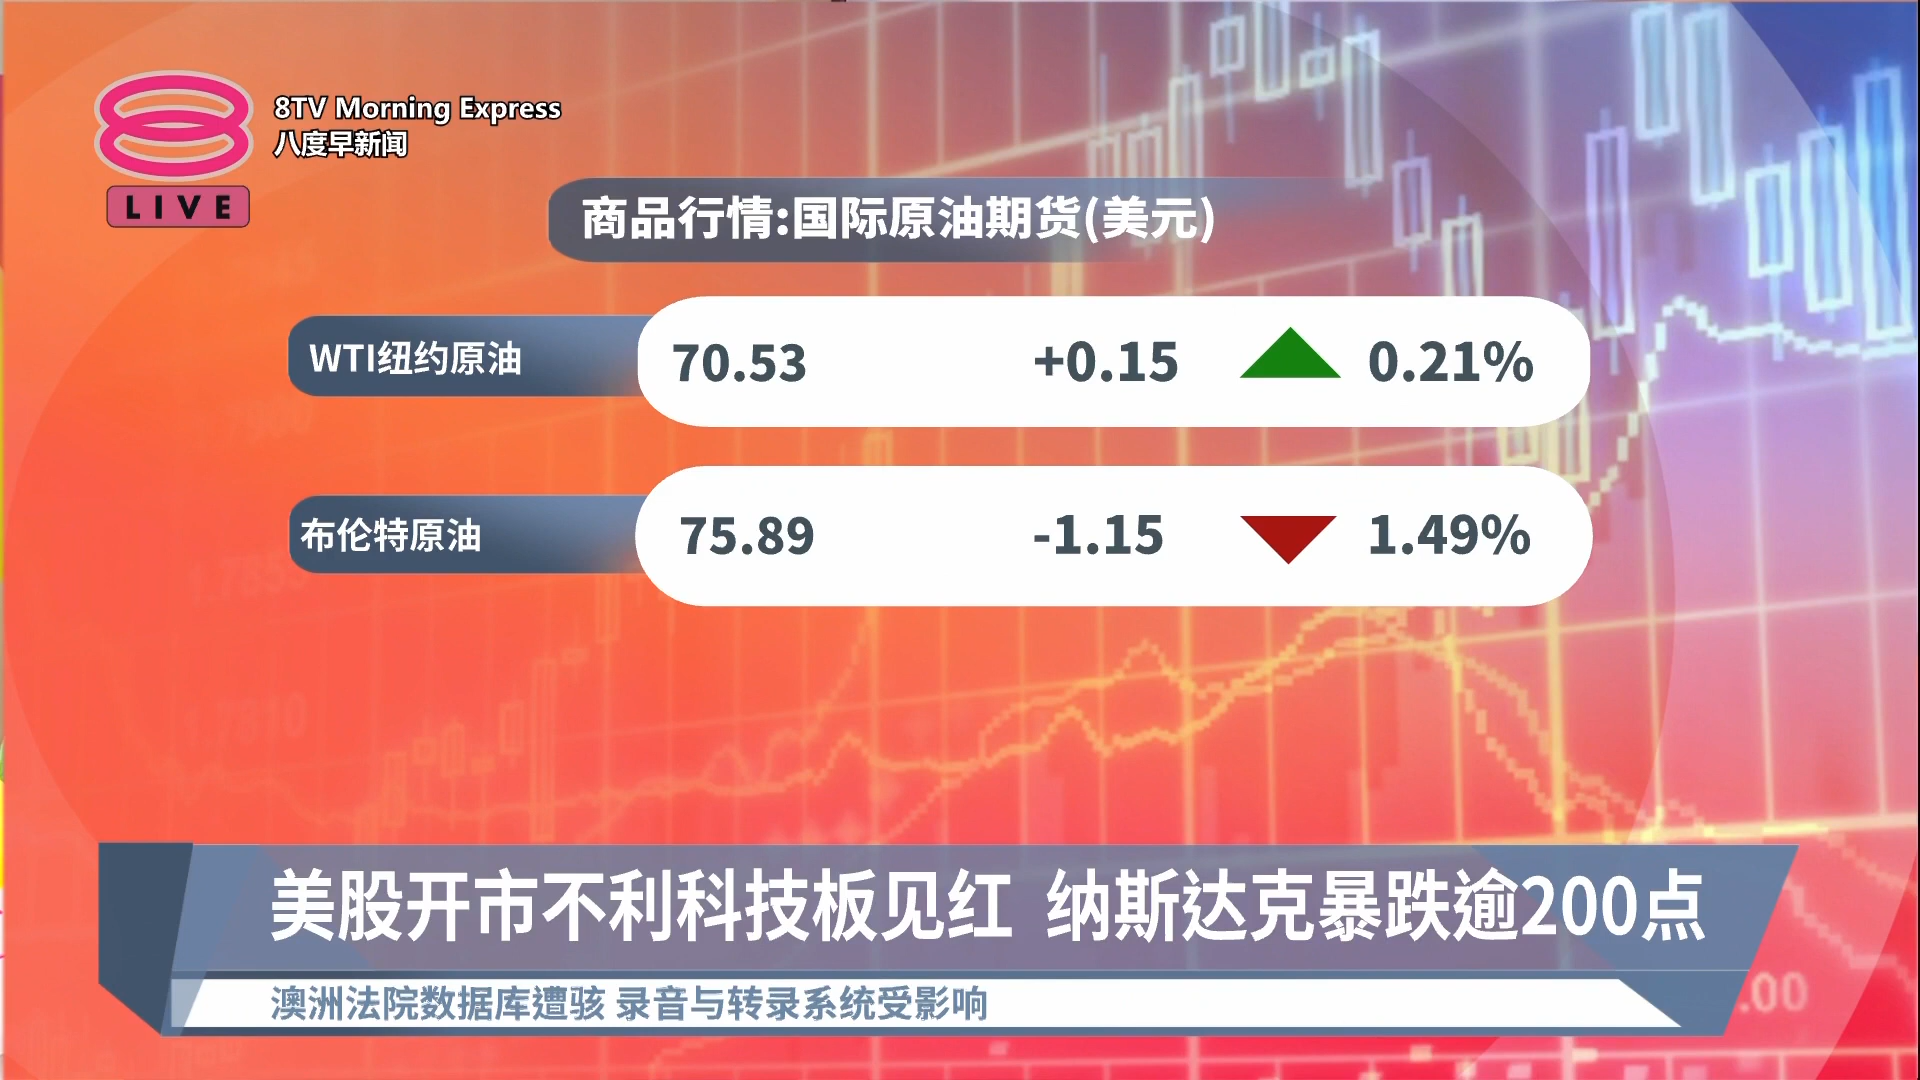 8TV Morning Express
八度早新闻
LIVE
商品行情:国际原油期货(美元)
WTI纽约原油 70.53 +0.15 0.21%
布伦特原油 75.89 -1.15 1.49%
美股开市不利科技板见红 纳斯达克暴跌逾200点
澳洲法院数据库遭骇 录音与转录系统受影响
.00
1.7310